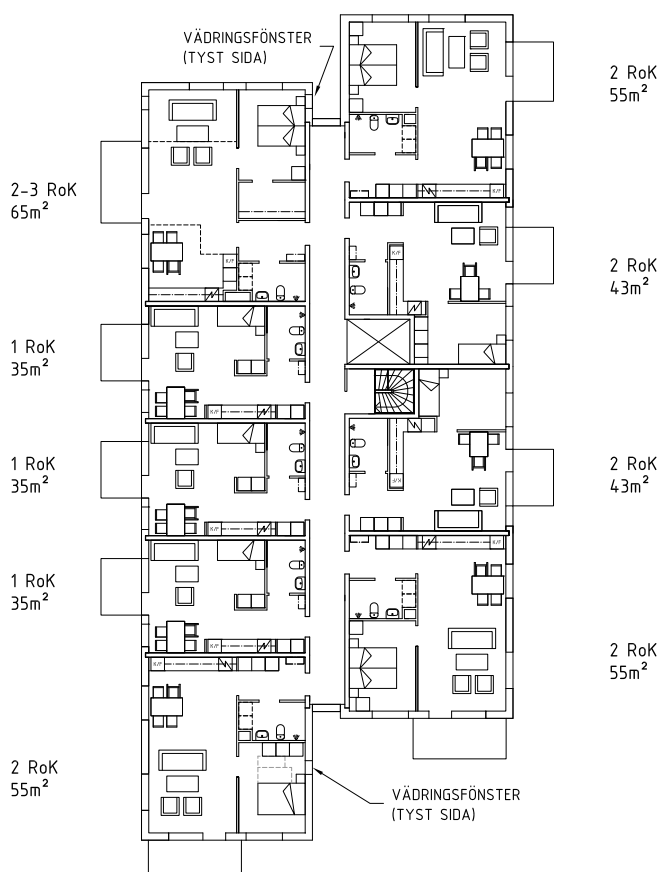 VÄDRINGSFÖNSTER
(TYST SIDA)
2 RoK
55m²
2-3 RoK
65m²
K/F
K/F
2 RoK
43m²
1 RoK
35m²
K/F
1 RoK
35m²
K/F
2 RoK
43m²
K/F
1 RoK
35m²
K/F
K/F
K/F
2 RoK
55m²
2 RoK
55m²
VÄDRINGSFÖNSTER
(TYST SIDA)